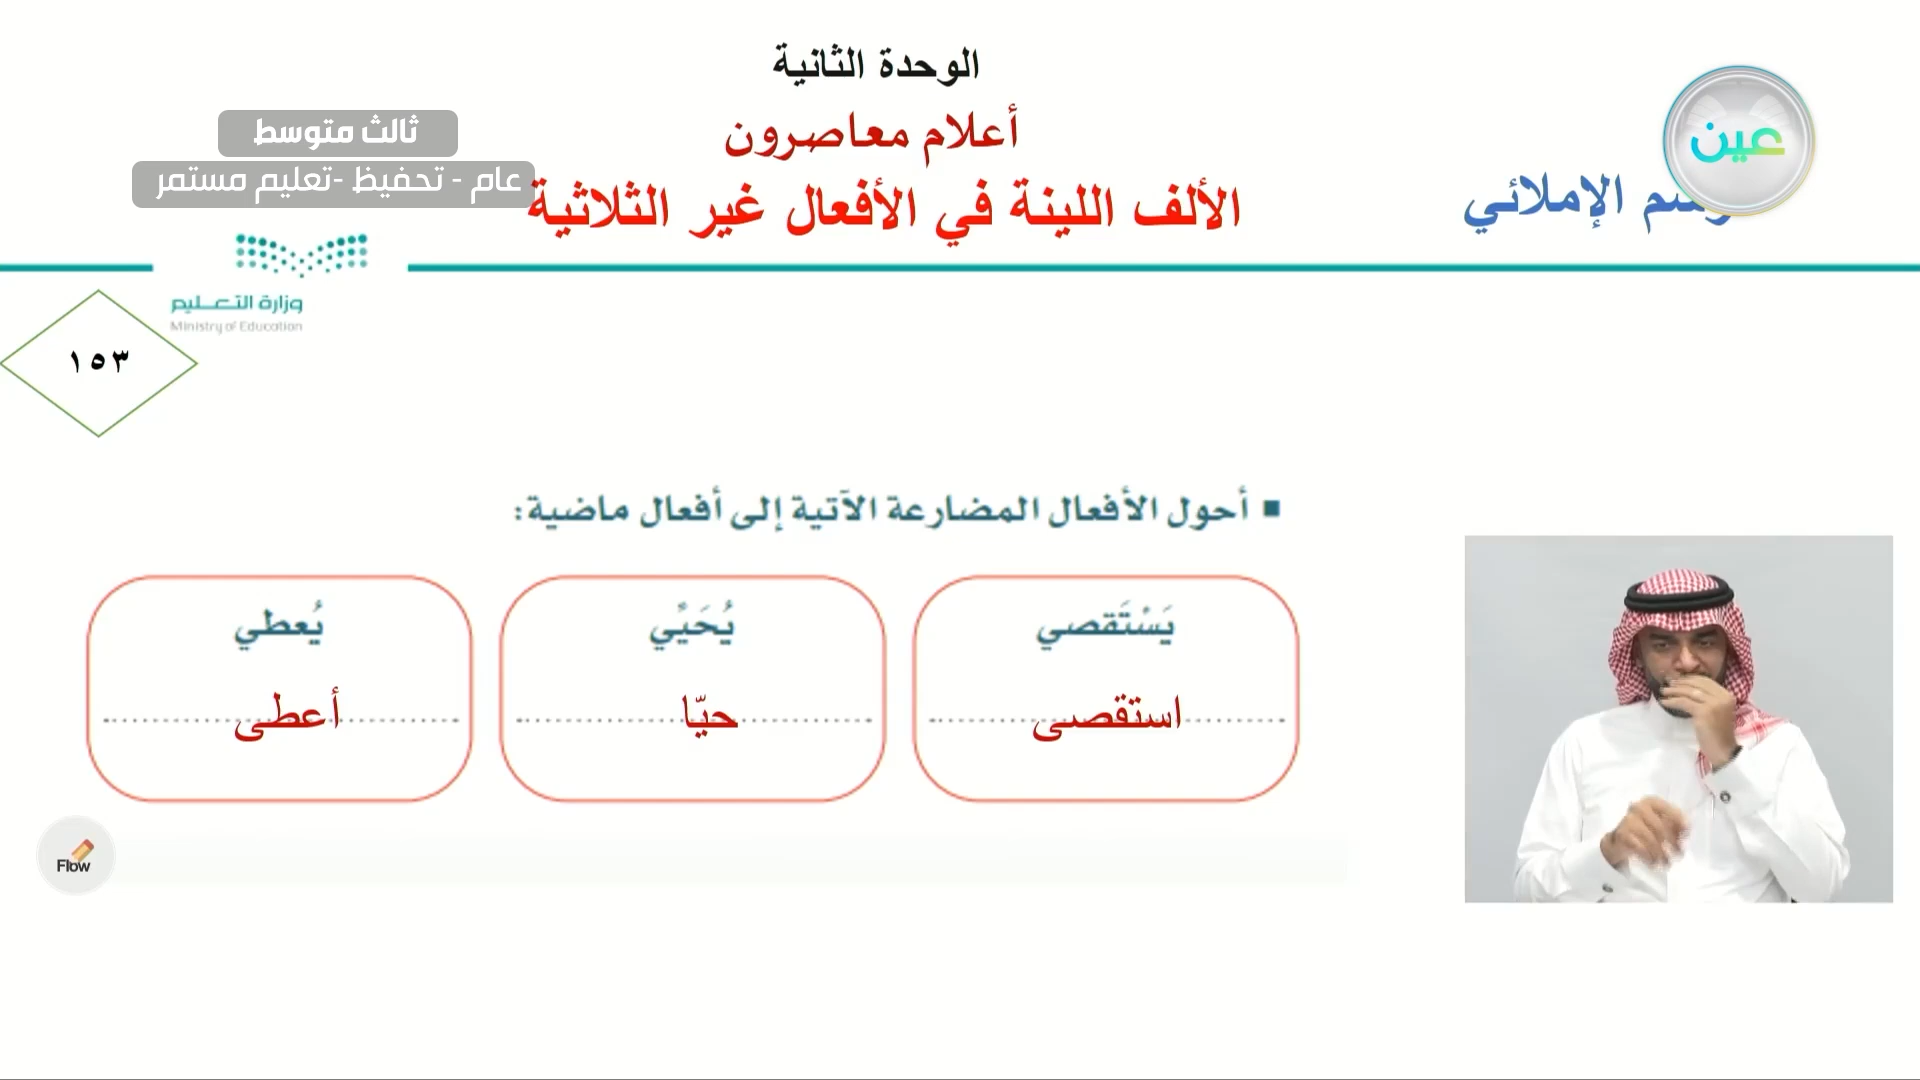 الوحدة الثانية
أعلام معاصرون
الألف اللينة في الأفعال غير الثلاثية
الإملائي
عين
ثالث متوسط
عام - تحفيظ -تعليم مستمر
وزارة التعـــليم
Ministry of Education
١٥٣
▪ أحول الأفعال المضارعة الآتية إلى أفعال ماضية:
يَسْتَقصي
يُحَيِّي
يُعطي
استقصى
حيّا
أعطى
Flow